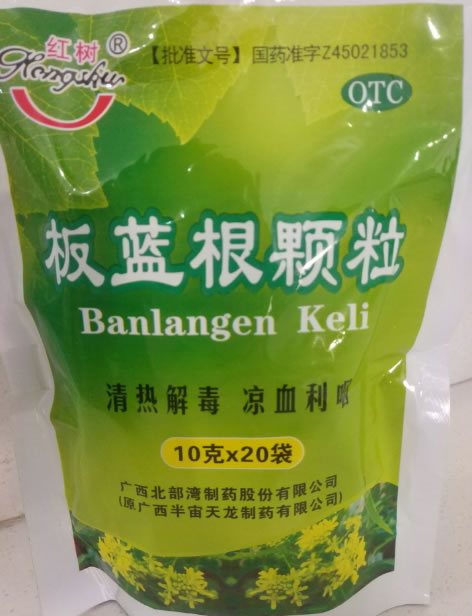 红树®
Hongshu
【批准文号】国药准字Z45021853
OTC
板蓝根颗粒
Banlangen Keli
清热解毒 凉血利咽
10克x20袋
广西北部湾制药股份有限公司
(原广西半宙天龙制药有限公司)